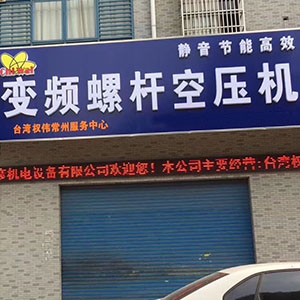 静音节能高效
变频螺杆空压机
台湾权伟常州服务中心
机电设备有限公司欢迎您！本公司主要经营:台湾权